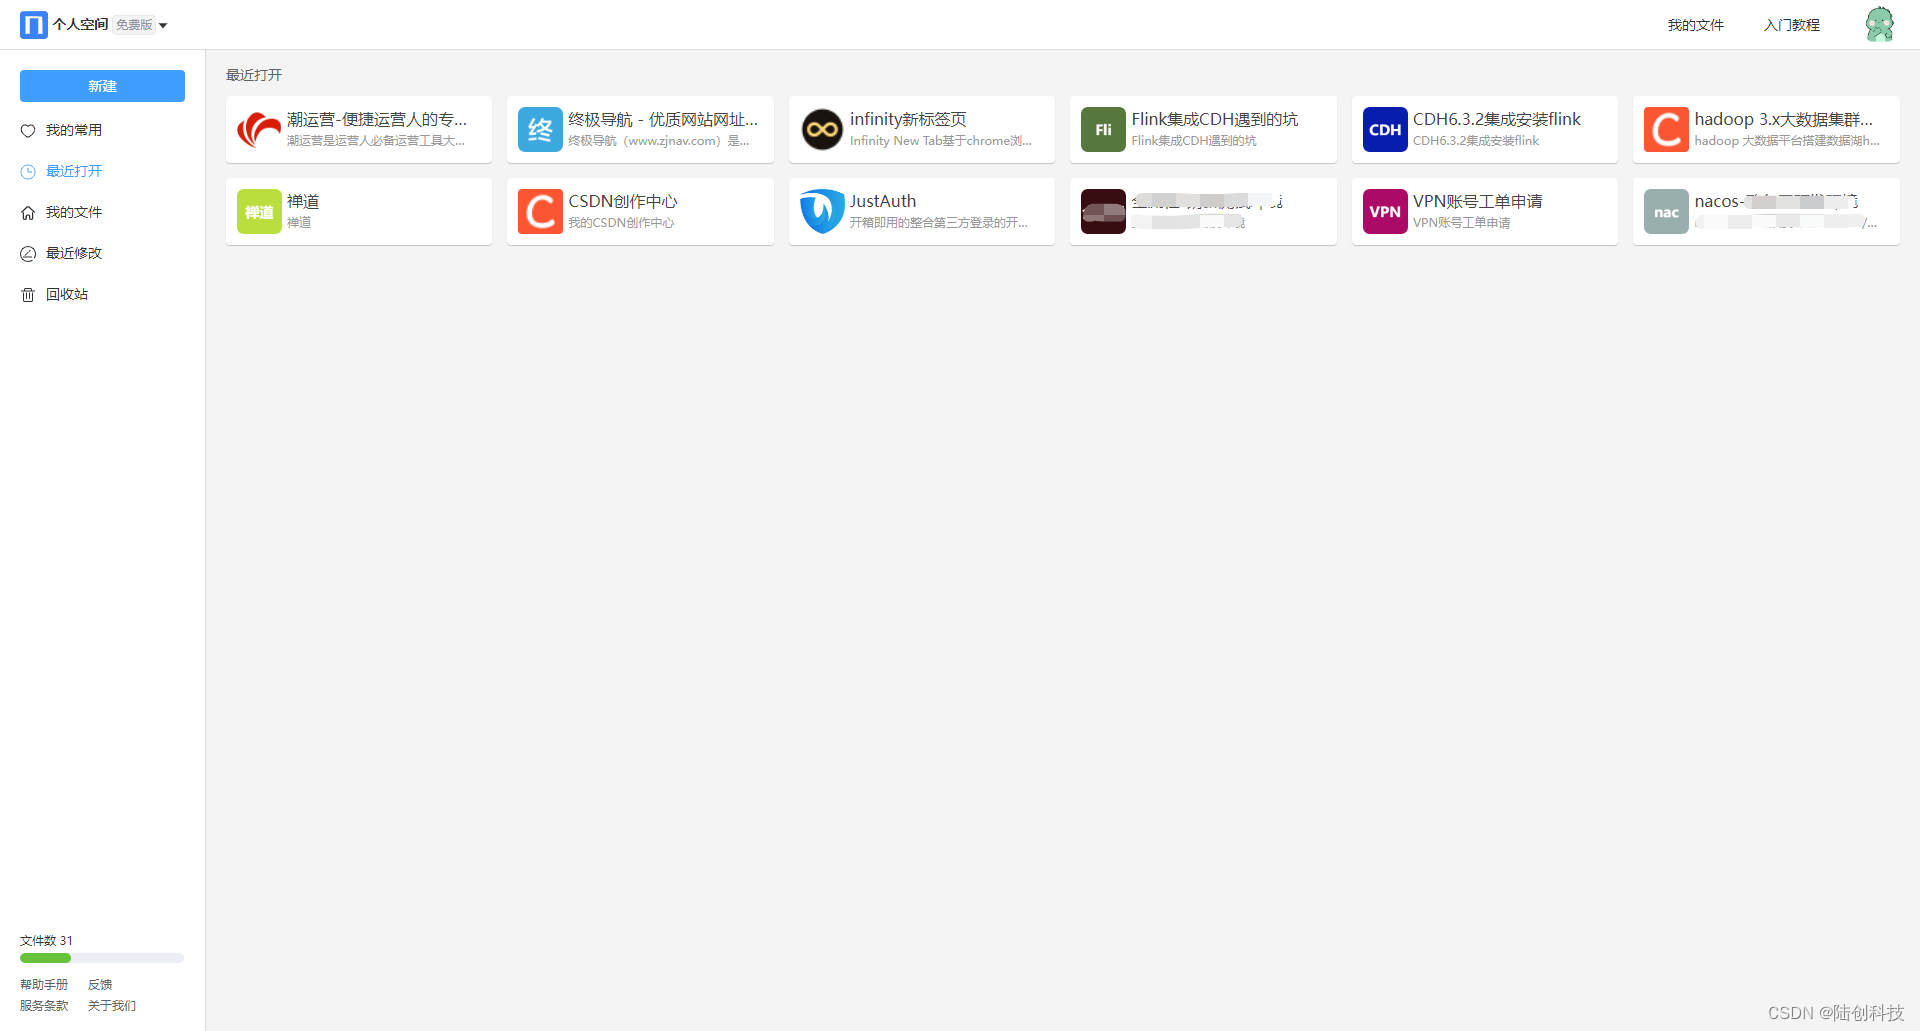 个人空间 免费版
我的文件 入门教程
新建
我的常用
最近打开
我的文件
最近修改
回收站
最近打开
潮运营-便捷运营人的专...
潮运营是运营人必备运营工具大...
终
终极导航 - 优质网站网址...
终极导航（www.zjnav.com）是...
infinity新标签页
Infinity New Tab基于chrome浏...
Fli
Flink集成CDH遇到的坑
Flink集成CDH遇到的坑
CDH
CDH6.3.2集成安装flink
CDH6.3.2集成安装flink
C
hadoop 3.x大数据集群...
hadoop 大数据平台搭建数据湖h...
禅道
禅道
禅道
C
CSDN创作中心
我的CSDN创作中心
JustAuth
开箱即用的整合第三方登录的开...
VPN
VPN账号工单申请
VPN账号工单申请
nac
nacos-
/...
文件数 31
帮助手册 反馈
服务条款 关于我们
CSDN @陆创科技